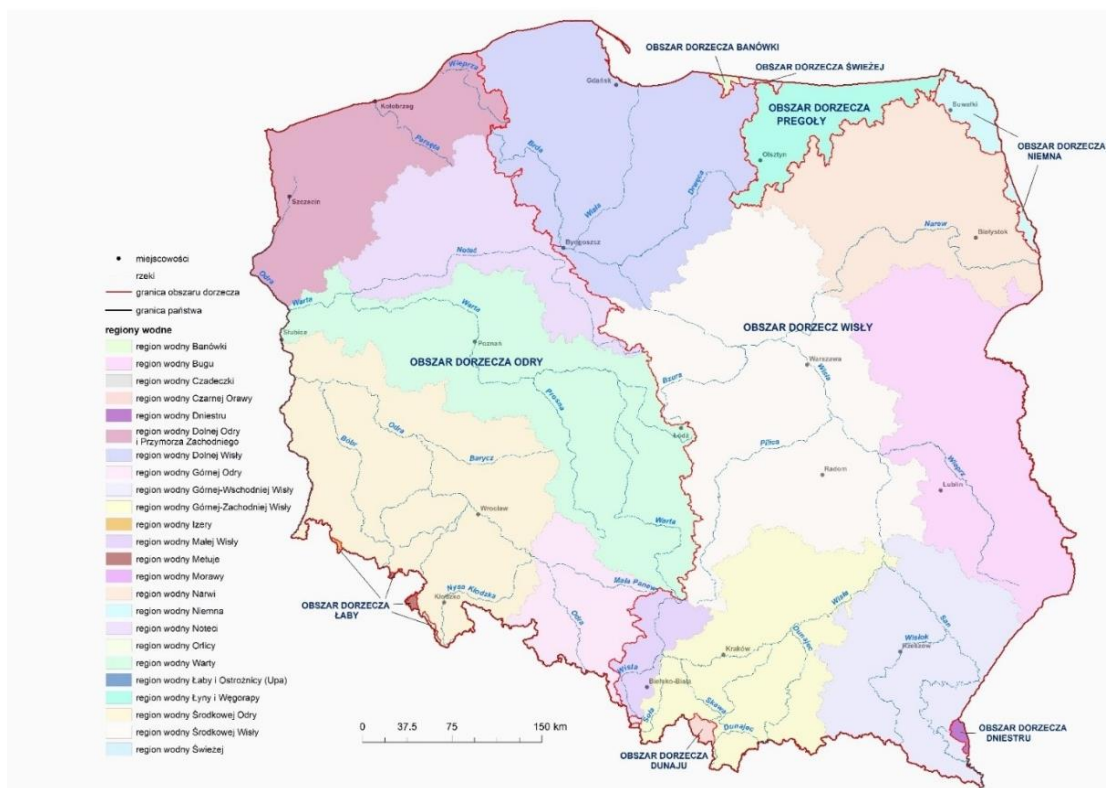 OBSZAR DORZECZA BANÓWKI
OBSZAR DORZECZA ŚWIEŻEJ
Wieprza
Gdańsk
Kołobrzeg
Suwałki
OBSZAR DORZECZA
PREGOŁY
Parsęta
Brda
OBSZAR DORZECZA
NIEMNA
Olsztyn
Drwęca
Szczecin
Wisła
Narew
Białystok
Bydgoszcz
Noteć
Odra
Warta
Warta
Słubice
Poznań
OBSZAR DORZECZA ODRY
OBSZAR DORZECZ WISŁY
Warszawa
Wisła
Bzura
Prosna
Łódź
Bóbr
Odra
Barycz
Pilica
Radom
Wieprz
Lublin
Wrocław
Warta
Nysa Kłodzka
Mała Panew
Kłodzko
OBSZAR DORZECZA
ŁABY
Odra
Wisła
Wisła
Dunajec
San
Wisłok
Rzeszów
Kraków
Bielsko-Biała
Soła
Skawa
Dunajec
OBSZAR DORZECZA
DUNAJU
OBSZAR DORZECZA
DNIESTRU
miejscowości
rzeki
granica obszaru dorzecza
granica państwa
regiony wodne
region wodny Banówki
region wodny Bugu
region wodny Czadeczki
region wodny Czarnej Orawy
region wodny Dniestru
region wodny Dolnej Odry
i Przymorza Zachodniego
region wodny Dolnej Wisły
region wodny Górnej Odry
region wodny Górnej-Wschodniej Wisły
region wodny Górnej-Zachodniej Wisły
region wodny Izery
region wodny Małej Wisły
region wodny Metuje
region wodny Morawy
region wodny Narwi
region wodny Niemna
region wodny Noteci
region wodny Orlicy
region wodny Warty
region wodny Łaby i Ostrożnicy (Upa)
region wodny Łyny i Węgorapy
region wodny Środkowej Odry
region wodny Środkowej Wisły
region wodny Świeżej
0 37.5 75 150 km